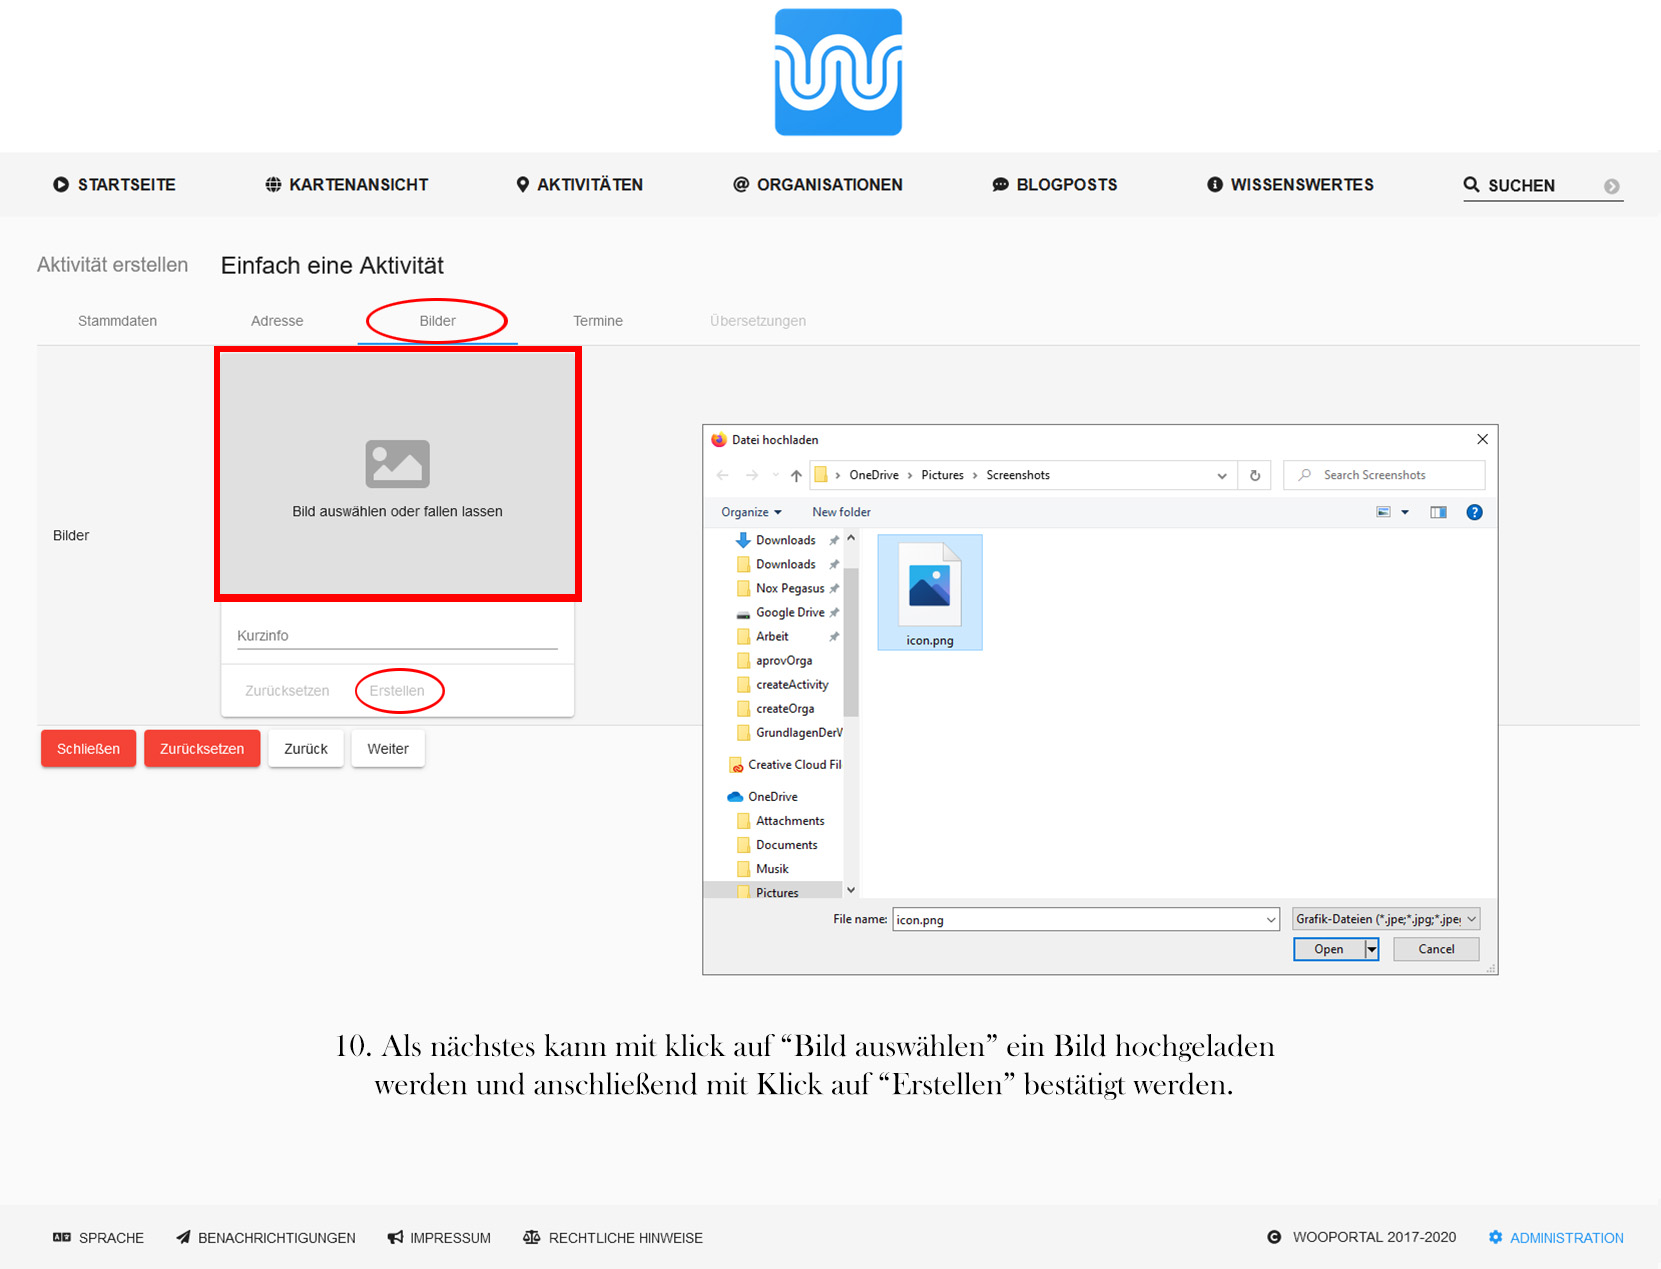 STARTSEITE KARTENANSICHT AKTIVITÄTEN ORGANISATIONEN BLOGPOSTS WISSENSWERTES SUCHEN
Aktivität erstellen Einfach eine Aktivität
Stammdaten Adresse Bilder Termine Übersetzungen
Bilder
Bild auswählen oder fallen lassen
Kurzinfo
Zurücksetzen Erstellen
Schließen Zurücksetzen Zurück Weiter
Datei hochladen
OneDrive Pictures Screenshots Search Screenshots
Organize New folder
Downloads
Downloads
Nox Pegasus
Google Drive
Arbeit
aprovOrga
createActivity
createOrga
GrundlagenDerW
Creative Cloud Fil
OneDrive
Attachments
Documents
Musik
Pictures
icon.png
File name: icon.png Grafik-Dateien (*.jpe;*.jpg;*.jpe
Open Cancel
10. Als nächstes kann mit klick auf “Bild auswählen” ein Bild hochgeladen
werden und anschließend mit Klick auf “Erstellen” bestätigt werden.
SPRACHE BENACHRICHTIGUNGEN IMPRESSUM RECHTLICHE HINWEISE WOOPORTAL 2017-2020 ADMINISTRATION